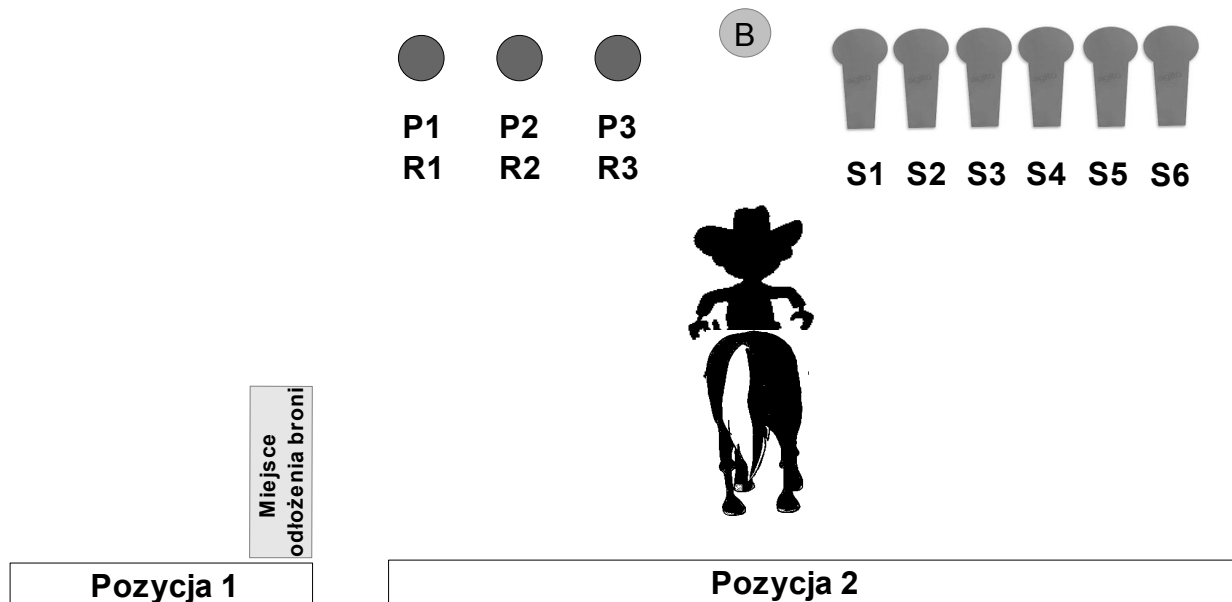 B
P1 P2 P3
R1 R2 R3
S1 S2 S3 S4 S5 S6
Miejsce
odłożenia broni
Pozycja 1
Pozycja 2